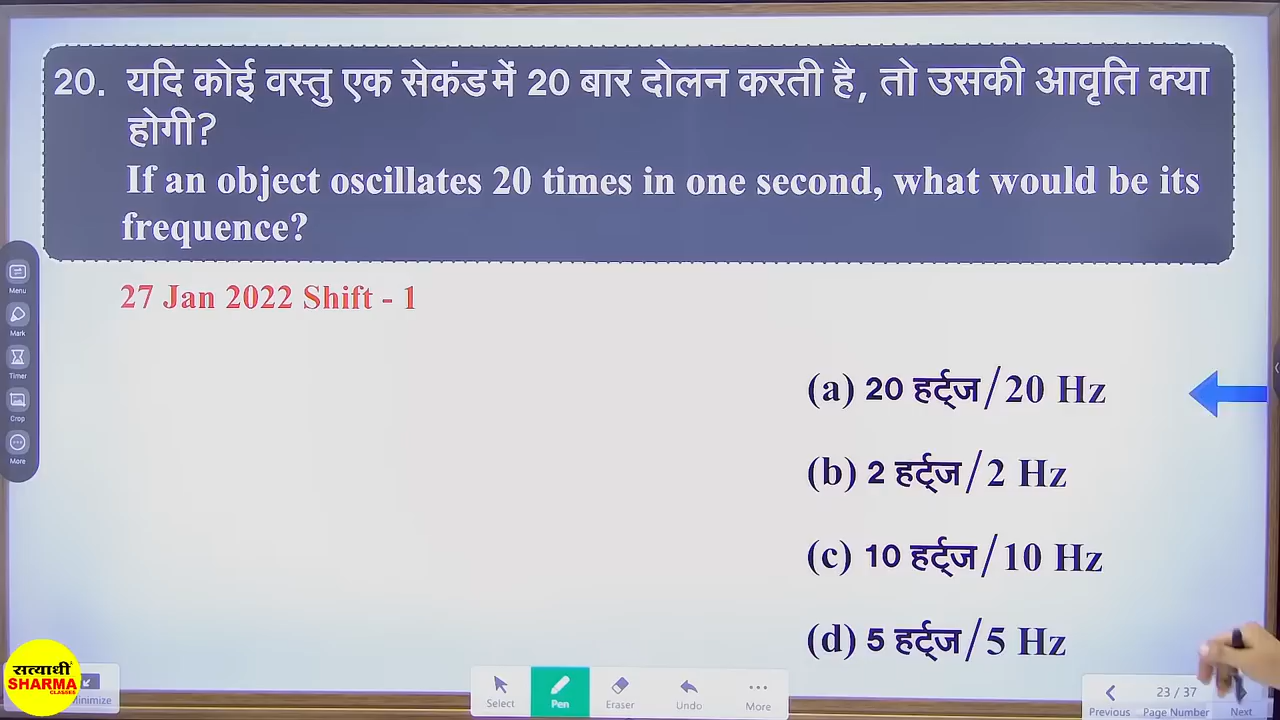 20. यदि कोई वस्तु एक सेकंड में 20 बार दोलन करती है, तो उसकी आवृति क्या
होगी?
If an object oscillates 20 times in one second, what would be its
frequence?
27 Jan 2022 Shift - 1
(a) 20 हर्ट्ज/20 Hz
(b) 2 हर्ट्ज/2 Hz
(c) 10 हर्ट्ज/10 Hz
(d) 5 हर्ट्ज/5 Hz
Menu
Mark
Timer
Crop
More
सत्यार्थी
SHARMA
CLASSES
Minimize
Select
Pen
Eraser
Undo
More
23 / 37
Previous
Page Number
Next